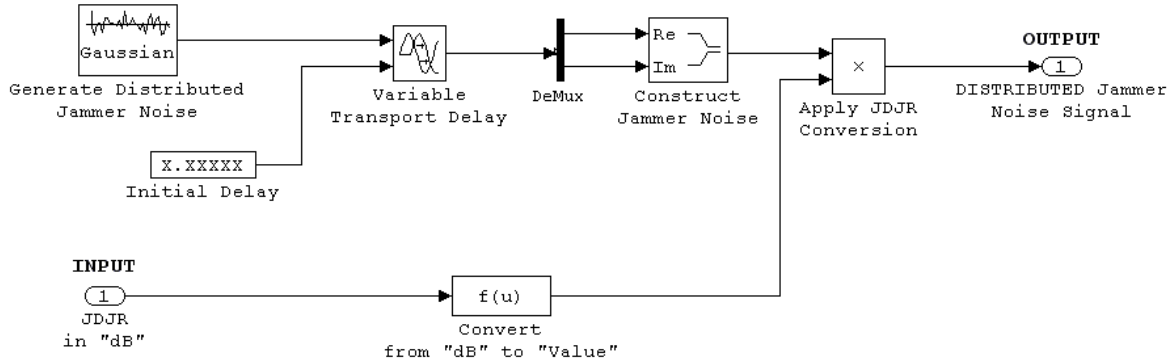 Gaussian
Generate Distributed
Jammer Noise
Variable
Transport Delay
DeMux
Re
Im
Construct
Jammer Noise
×
Apply JDJR
Conversion
OUTPUT
1
DISTRIBUTED Jammer
Noise Signal
X.XXXXX
Initial Delay
INPUT
1
JDJR
in "dB"
f(u)
Convert
from "dB" to "Value"